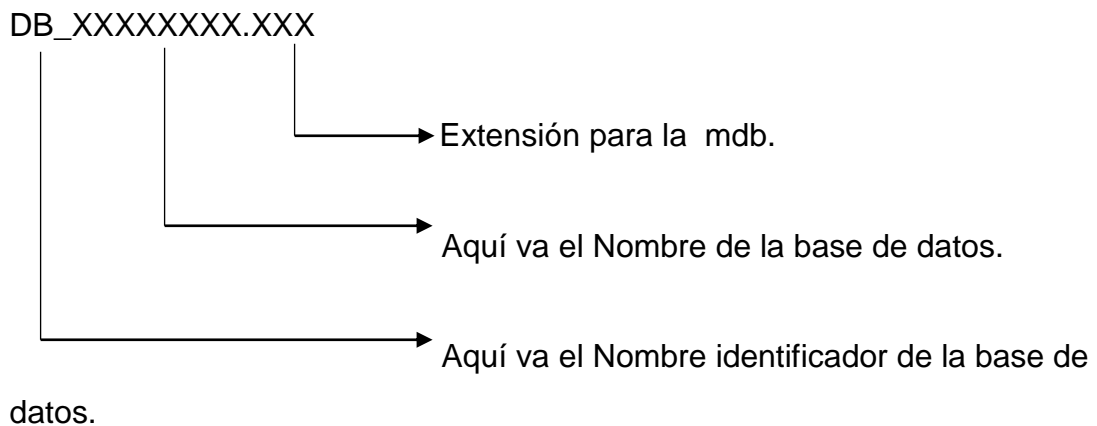 DB_XXXXXXXX.XXX
Extensión para la mdb.
Aquí va el Nombre de la base de datos.
Aquí va el Nombre identificador de la base de
datos.